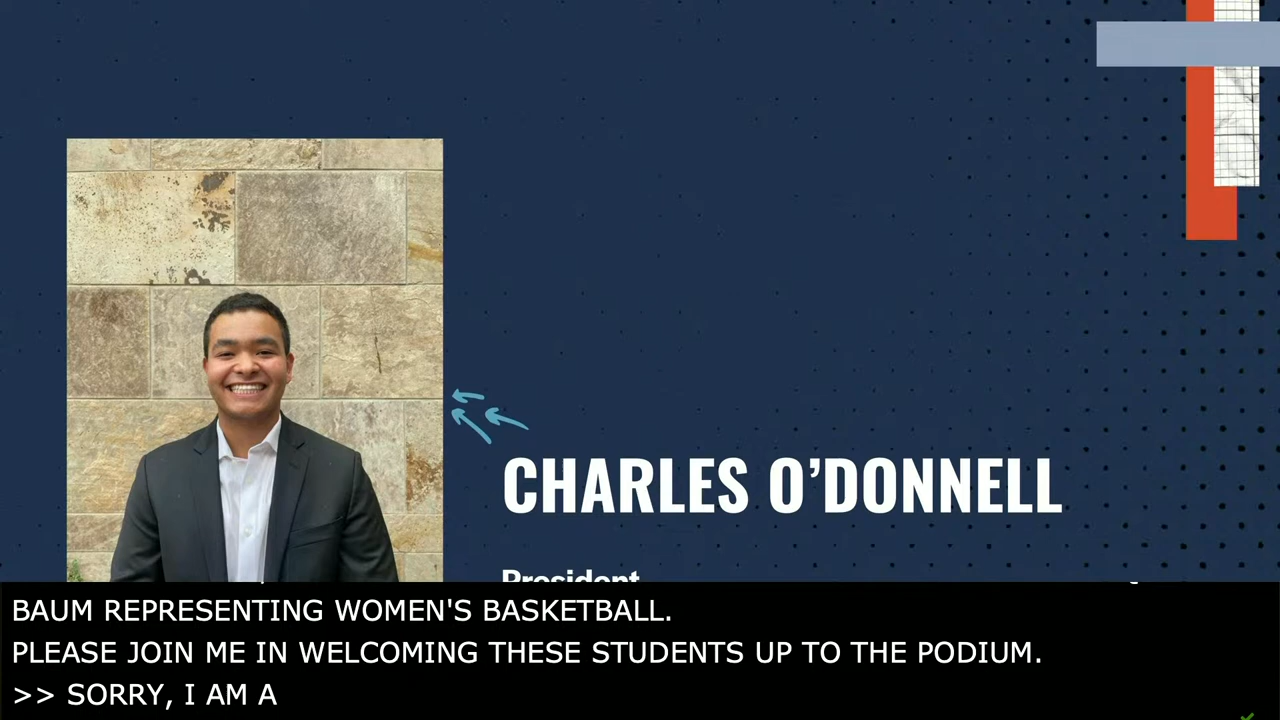 CHARLES O’DONNELL
President
BAUM REPRESENTING WOMEN'S BASKETBALL.
PLEASE JOIN ME IN WELCOMING THESE STUDENTS UP TO THE PODIUM.
>> SORRY, I AM A